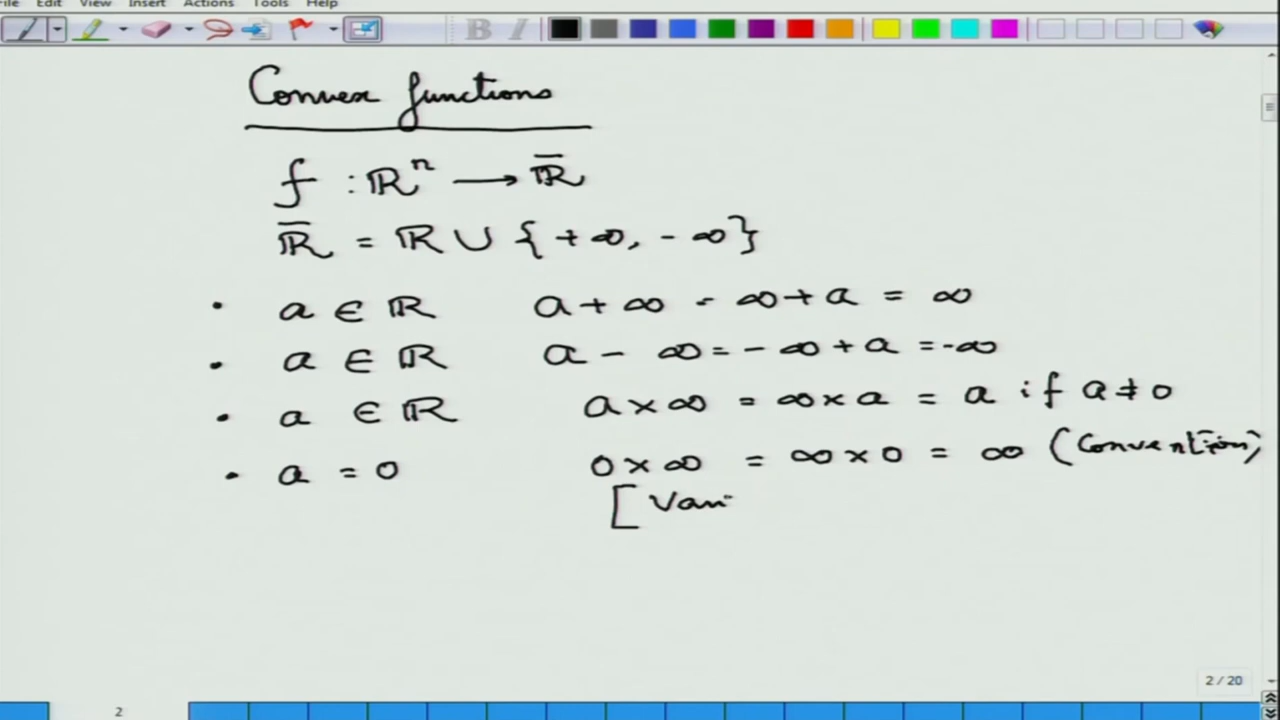 File Edit View Insert Actions Tools Help
B I
Convex functions
f : ℝⁿ → ℝ̄
ℝ̄ = ℝ ∪ {+∞, -∞}
• a ∈ ℝ a + ∞ = ∞ + a = ∞
• a ∈ ℝ a - ∞ = - ∞ + a = -∞
• a ∈ ℝ a × ∞ = ∞ × a = a if a ≠ 0
• a = 0 0 × ∞ = ∞ × 0 = ∞ (Convention)
[ Vari
2 / 20
2